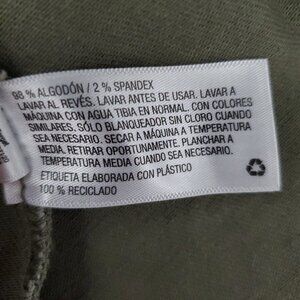 98 % ALGODÓN / 2 % SPANDEX
LAVAR AL REVÉS. LAVAR ANTES DE USAR. LAVAR A
MÁQUINA CON AGUA TIBIA EN NORMAL. CON COLORES
SIMILARES. SÓLO BLANQUEADOR SIN CLORO CUANDO
SEA NECESARIO. SECAR A MÁQUINA A TEMPERATURA
MEDIA. RETIRAR OPORTUNAMENTE. PLANCHAR A
TEMPERATURA MEDIA CUANDO SEA NECESARIO.
ETIQUETA ELABORADA CON PLÁSTICO
100 % RECICLADO